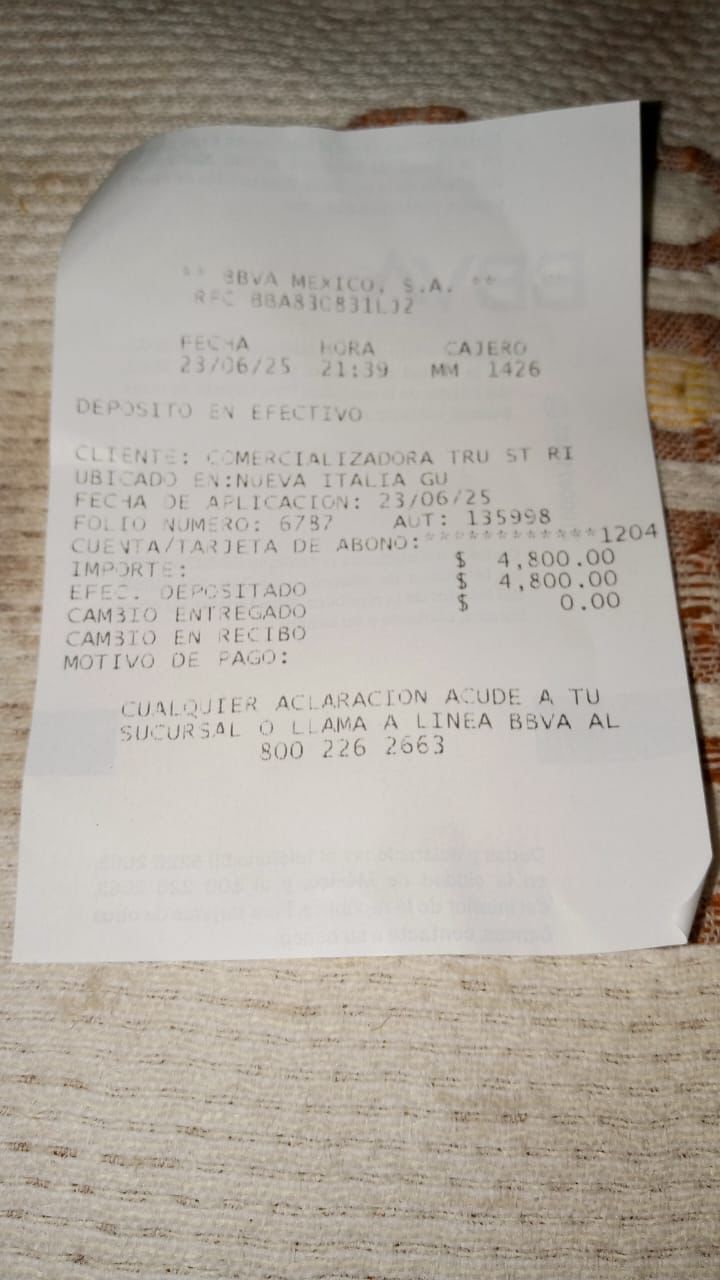 ** BBVA MEXICO, S.A. **
RFC BBA830831LJ2
FECHA HORA CAJERO
23/06/25 21:39 MM 1426
DEPOSITO EN EFECTIVO
CLIENTE: COMERCIALIZADORA TRU ST RI
UBICADO EN:NUEVA ITALIA GU
FECHA DE APLICACION: 23/06/25
FOLIO NUMERO: 6787 AUT: 135998
CUENTA/TARJETA DE ABONO:************1204
IMPORTE: $ 4,800.00
EFEC. DEPOSITADO $ 4,800.00
CAMBIO ENTREGADO $ 0.00
CAMBIO EN RECIBO
MOTIVO DE PAGO:
CUALQUIER ACLARACION ACUDE A TU
SUCURSAL O LLAMA A LINEA BBVA AL
800 226 2663
BBVA